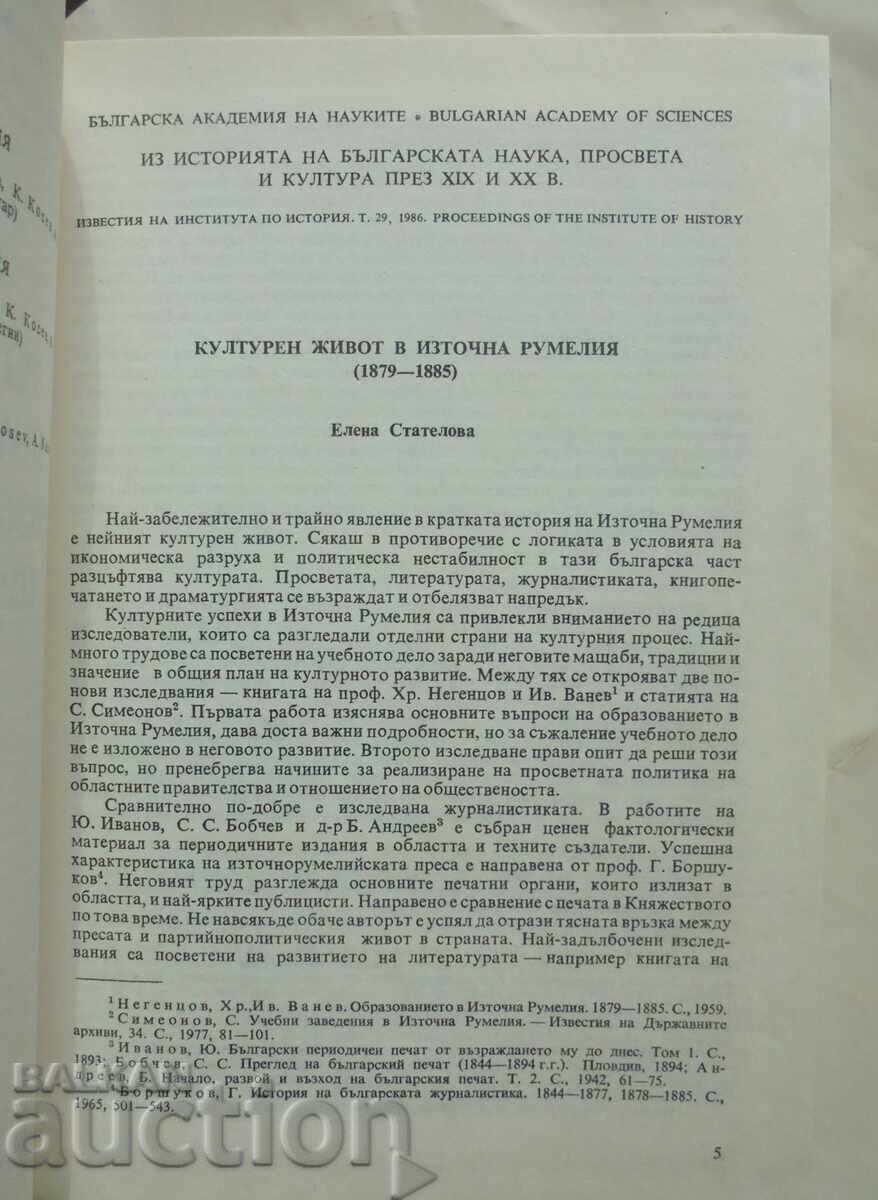 БЪЛГАРСКА АКАДЕМИЯ НА НАУКИТЕ • BULGARIAN ACADEMY OF SCIENCES
ИЗ ИСТОРИЯТА НА БЪЛГАРСКАТА НАУКА, ПРОСВЕТА
И КУЛТУРА ПРЕЗ XIX И XX В.
ИЗВЕСТИЯ НА ИНСТИТУТА ПО ИСТОРИЯ. Т. 29, 1986. PROCEEDINGS OF THE INSTITUTE OF HISTORY
КУЛТУРЕН ЖИВОТ В ИЗТОЧНА РУМЕЛИЯ
(1879—1885)
Елена Стателова
Най-забележително и трайно явление в кратката история на Източна Румелия
е нейният културен живот. Сякаш в противоречие с логиката в условията на
икономическа разруха и политическа нестабилност в тази българска част
разцъфтява културата. Просветата, литературата, журналистиката, книгопе-
чатането и драматургията се възраждат и отбелязват напредък.
Културните успехи в Източна Румелия са привлекли вниманието на редица
изследователи, които са разгледали отделни страни на културния процес. Най-
много трудове са посветени на учебното дело заради неговите мащаби, традиции и
значение в общия план на културното развитие. Между тях се открояват две по-
нови изследвания — книгата на проф. Хр. Негенцов и Ив. Ванев¹ и статията на
С. Симеонов². Първата работа изяснява основните въпроси на образованието в
Източна Румелия, дава доста важни подробности, но за съжаление учебното дело
не е изложено в неговото развитие. Второто изследване прави опит да реши този
въпрос, но пренебрегва начините за реализиране на просветната политика на
областните правителства и отношението на обществеността.
Сравнително по-добре е изследвана журналистиката. В работите на
Ю. Иванов, С. С. Бобчев и д-р Б. Андреев³ е събран ценен фактологически
материал за периодичните издания в областта и техните създатели. Успешна
характеристика на източнорумелийската преса е направена от проф. Г. Боршу-
ков⁴. Неговият труд разглежда основните печатни органи, които излизат в
областта, и най-ярките публицисти. Направено е сравнение с печата в Княжеството
по това време. Не навсякъде обаче авторът е успял да отрази тясната връзка между
пресата и партийнополитическия живот в страната. Най-задълбочени изслед-
вания са посветени на развитието на литературата — например книгата на
¹ Негенцов, Хр., Ив. Ванев. Образованието в Източна Румелия. 1879—1885. С., 1959.
² Симеонов, С. Учебни заведения в Източна Румелия. — Известия на Държавните
архиви, 34. С., 1977, 81—101.
³ Иванов, Ю. Български периодичен печат от възраждането му до днес. Том 1. С.,
1893; Бобчев, С. С. Преглед на българский печат (1844—1894 г.г.). Пловдив, 1894; Ан-
дреев, Б. Начало, развой и възход на българския печат. Т. 2. С., 1942, 61—75.
⁴ Боршуков, Г. История на българската журналистика. 1844—1877, 1878—1885. С.,
1965, 501—543.
5
BALKAN
auction